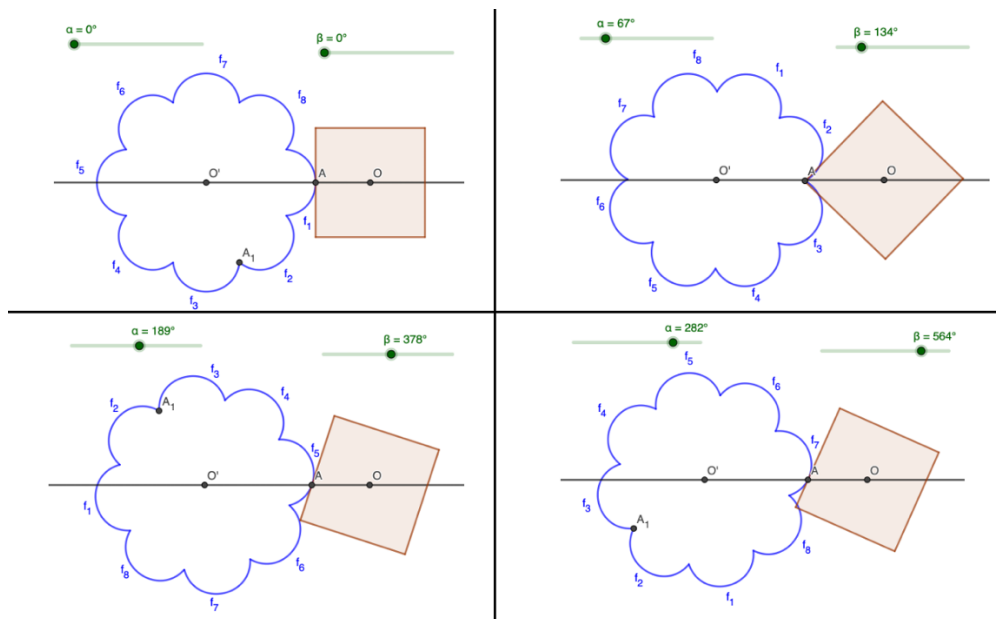 α = 0°
β = 0°
f7
f6
f8
f5
O'
A
O
f1
A1
f4
f2
f3
α = 67°
β = 134°
f8
f1
f7
f2
O'
A
O
f6
f3
f5
f4
α = 189°
β = 378°
f3
f2
A1
f4
f5
O'
A
O
f1
f6
f8
f7
α = 282°
β = 564°
f5
f6
f4
f7
O'
A
O
f3
A1
f8
f2
f1